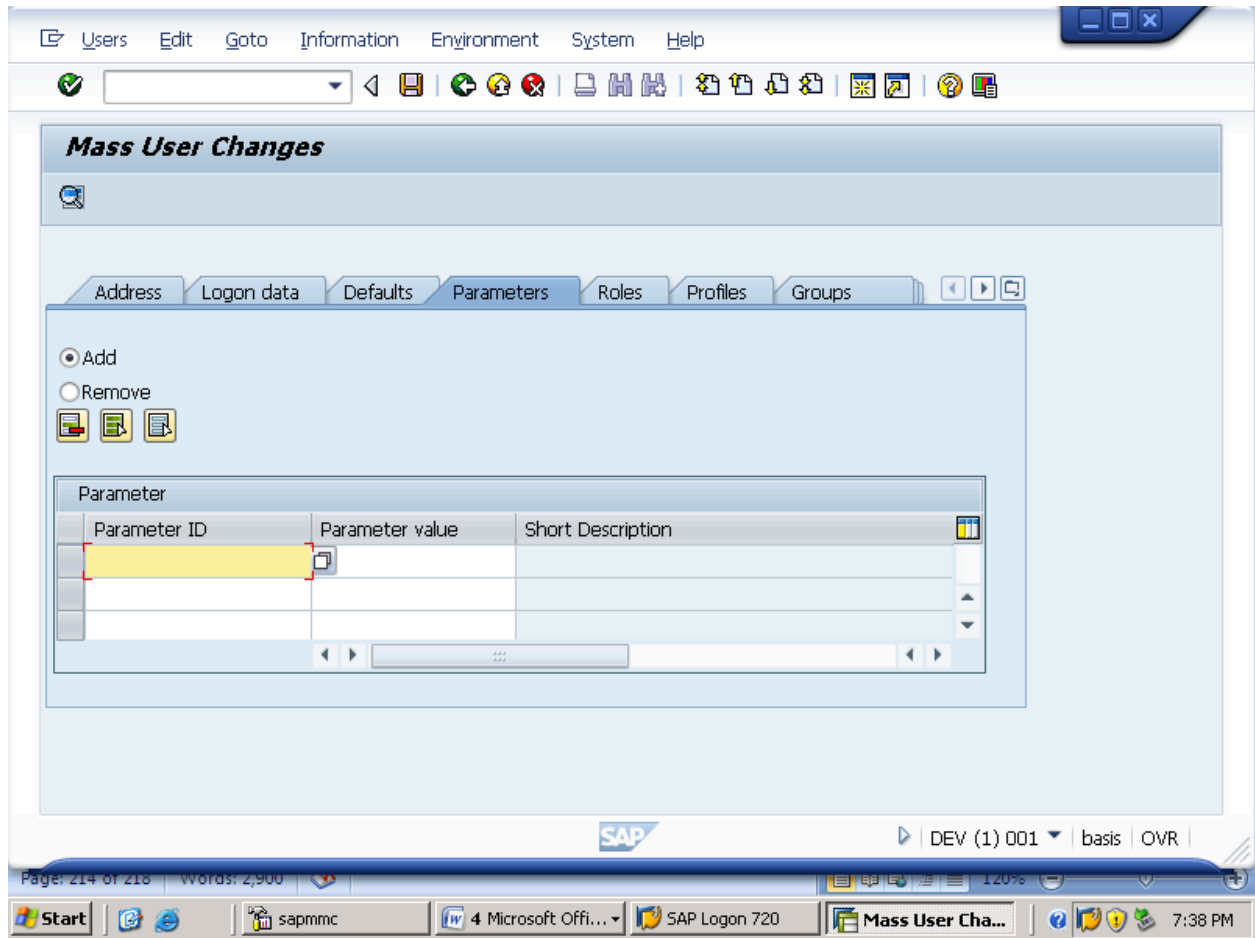 Users Edit Goto Information Environment System Help
Mass User Changes
Address Logon data Defaults Parameters Roles Profiles Groups
Add
Remove
Parameter
Parameter ID Parameter value Short Description
SAP DEV (1) 001 basis OVR
Page: 214 of 218 Words: 2,900 120%
Start sapmmc 4 Microsoft Offi... SAP Logon 720 Mass User Cha... 7:38 PM